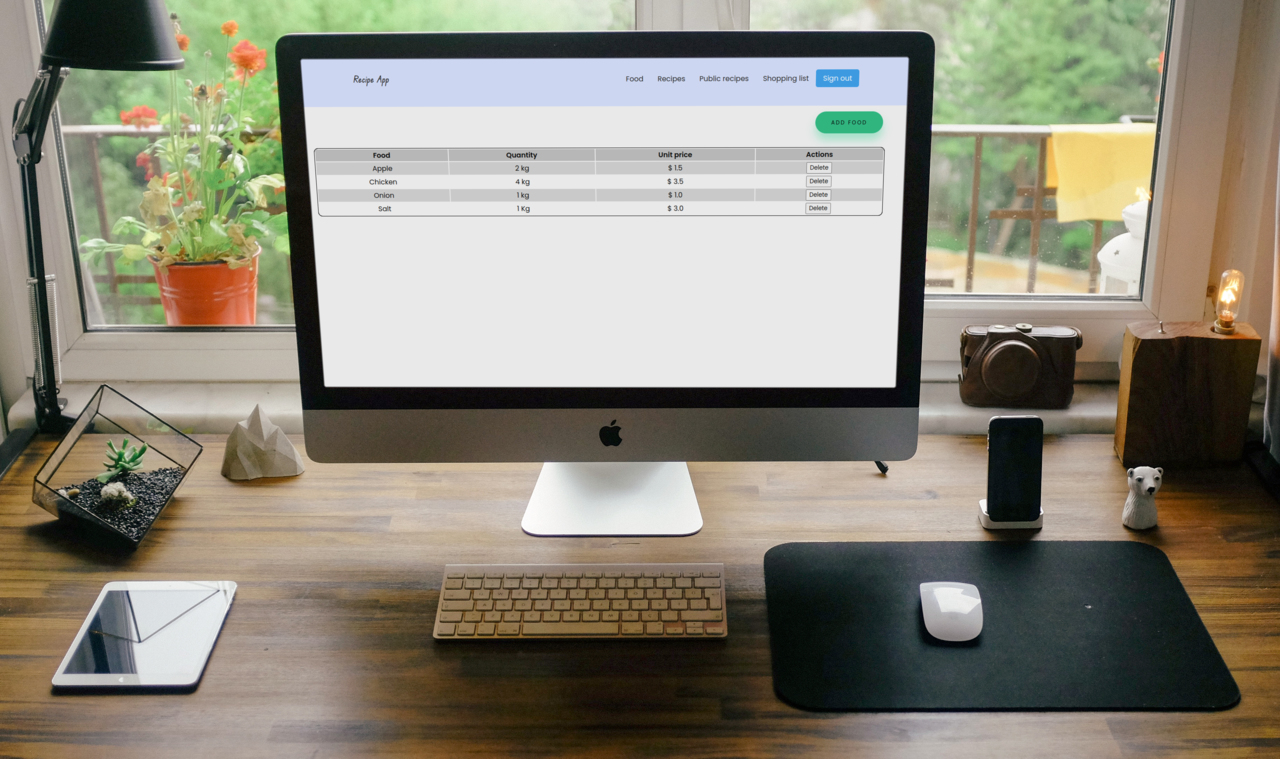 Recipe App Food Recipes Public recipes Shopping list Sign out
ADD FOOD
Food Quantity Unit price Actions
Apple 2 kg $ 1.5 Delete
Chicken 4 kg $ 3.5 Delete
Onion 1 kg $ 1.0 Delete
Salt 1 Kg $ 3.0 Delete